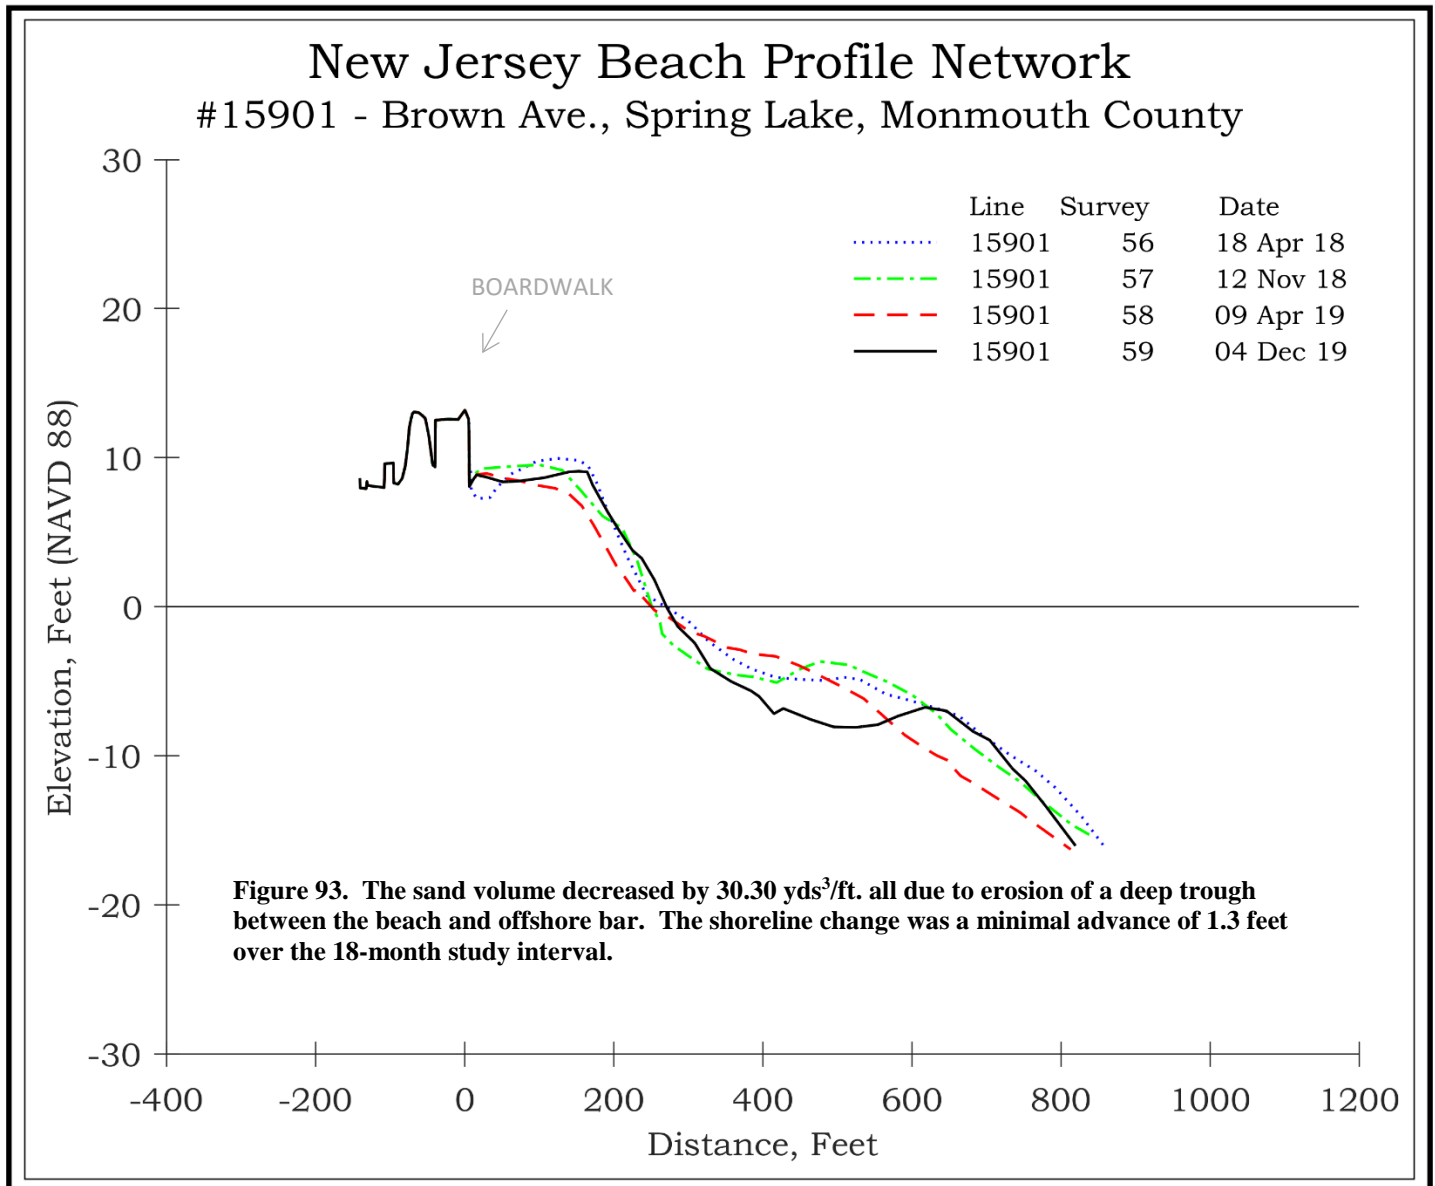 New Jersey Beach Profile Network
#15901 - Brown Ave., Spring Lake, Monmouth County
Line Survey Date
15901 56 18 Apr 18
15901 57 12 Nov 18
15901 58 09 Apr 19
15901 59 04 Dec 19
BOARDWALK
30
20
10
0
-10
-20
-30
Elevation, Feet (NAVD 88)
Figure 93. The sand volume decreased by 30.30 yds³/ft. all due to erosion of a deep trough
between the beach and offshore bar. The shoreline change was a minimal advance of 1.3 feet
over the 18-month study interval.
-400 -200 0 200 400 600 800 1000 1200
Distance, Feet